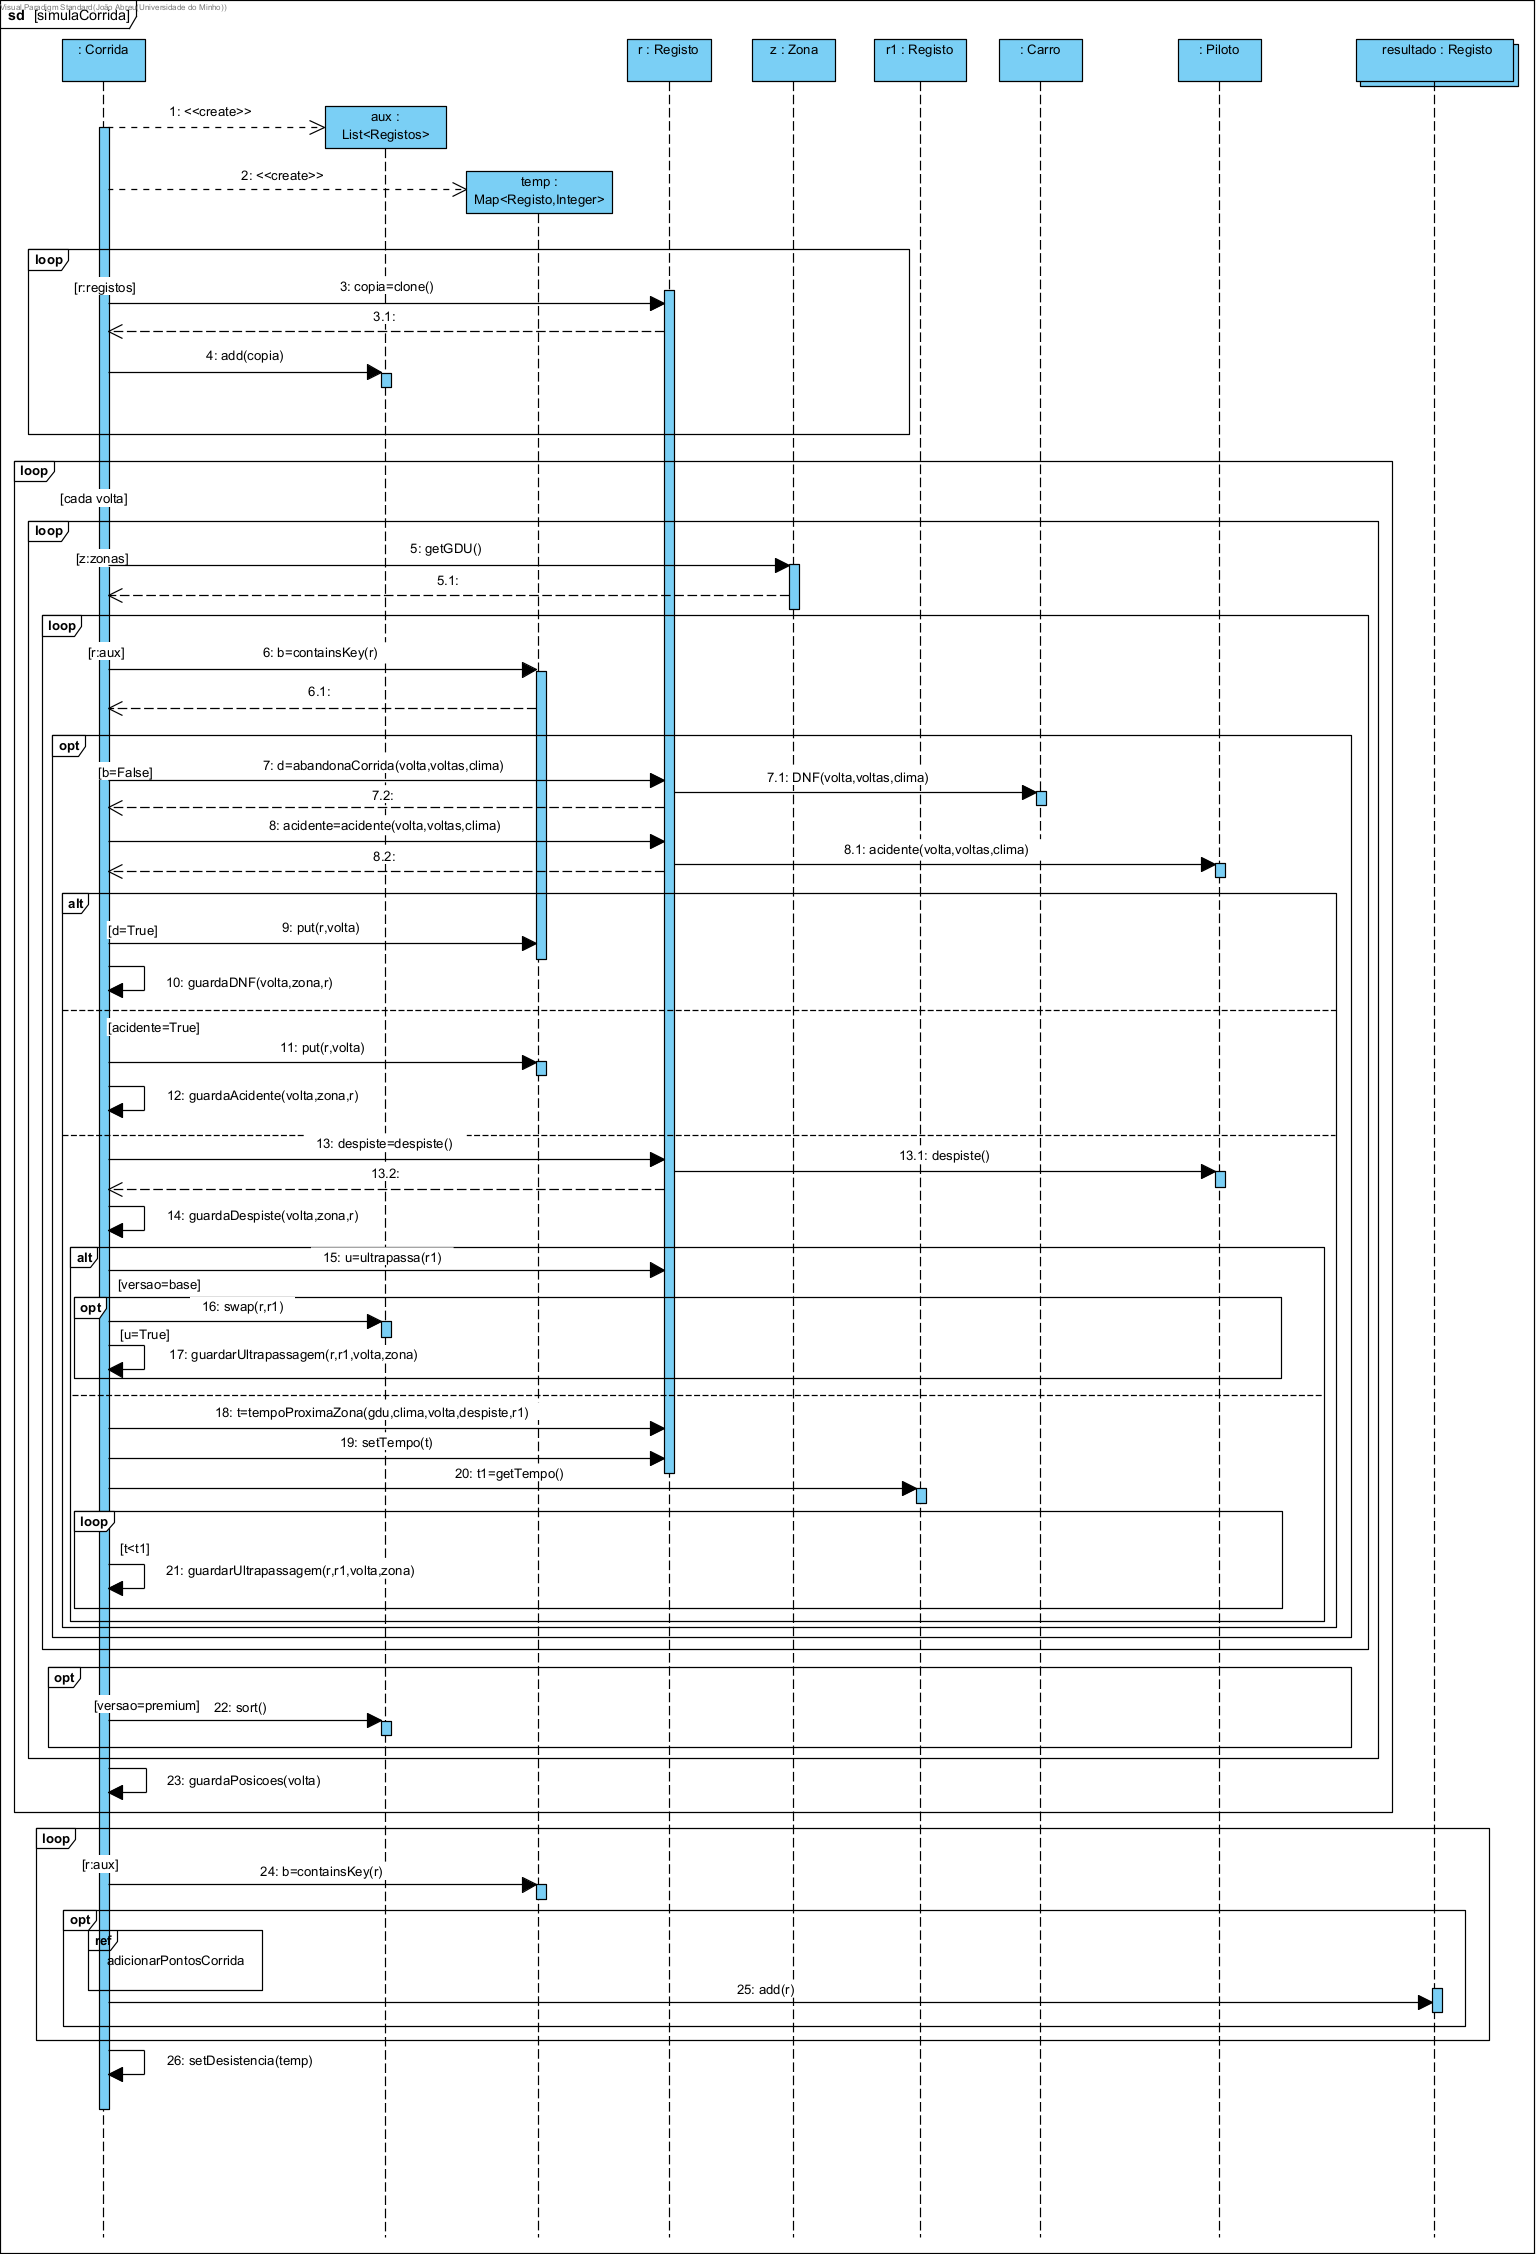 Visual Paradigm Standard(João Abreu(Universidade do Minho))
sd [simulaCorrida]
: Corrida
r : Registo
z : Zona
r1 : Registo
: Carro
: Piloto
resultado : Registo
1: <<create>>
aux :
List<Registos>
2: <<create>>
temp :
Map<Registo,Integer>
loop
[r:registos]
3: copia=clone()
3.1:
4: add(copia)
loop
[cada volta]
loop
[z:zonas]
5: getGDU()
5.1:
loop
[r:aux]
6: b=containsKey(r)
6.1:
opt
[b=False]
7: d=abandonaCorrida(volta,voltas,clima)
7.1: DNF(volta,voltas,clima)
7.2:
8: acidente=acidente(volta,voltas,clima)
8.1: acidente(volta,voltas,clima)
8.2:
alt
[d=True]
9: put(r,volta)
10: guardaDNF(volta,zona,r)
[acidente=True]
11: put(r,volta)
12: guardaAcidente(volta,zona,r)
13: despiste=despiste()
13.1: despiste()
13.2:
14: guardaDespiste(volta,zona,r)
alt
15: u=ultrapassa(r1)
[versao=base]
opt
16: swap(r,r1)
[u=True]
17: guardarUltrapassagem(r,r1,volta,zona)
18: t=tempoProximaZona(gdu,clima,volta,despiste,r1)
19: setTempo(t)
20: t1=getTempo()
loop
[t<t1]
21: guardarUltrapassagem(r,r1,volta,zona)
opt
[versao=premium]
22: sort()
23: guardaPosicoes(volta)
loop
[r:aux]
24: b=containsKey(r)
opt
ref
adicionarPontosCorrida
25: add(r)
26: setDesistencia(temp)